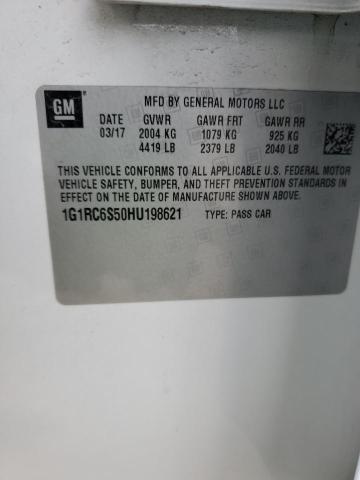 GM
MFD BY GENERAL MOTORS LLC
DATE GVWR GAWR FRT GAWR RR
03/17 2004 KG 1079 KG 925 KG
4419 LB 2379 LB 2040 LB
THIS VEHICLE CONFORMS TO ALL APPLICABLE U.S. FEDERAL MOTOR
VEHICLE SAFETY, BUMPER, AND THEFT PREVENTION STANDARDS IN
EFFECT ON THE DATE OF MANUFACTURE SHOWN ABOVE.
1G1RC6S50HU198621 TYPE: PASS CAR